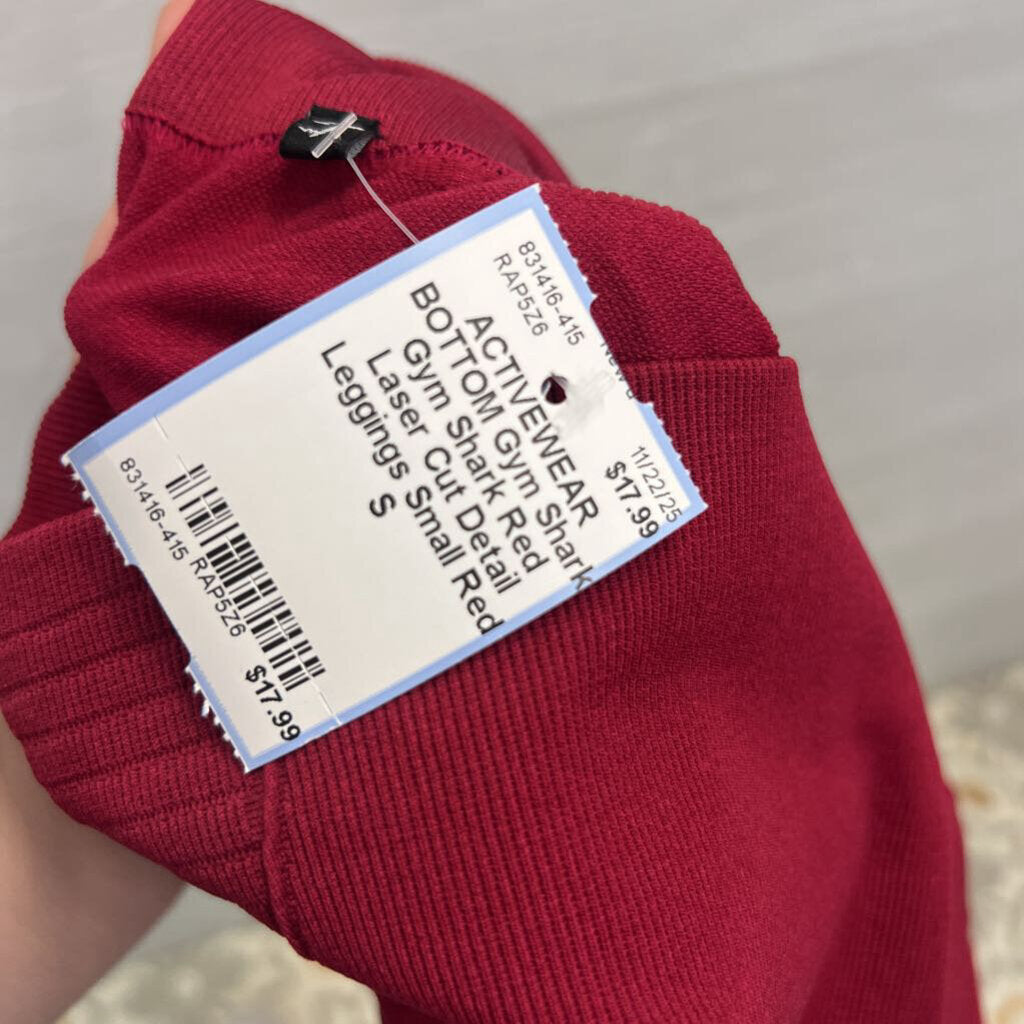 831416-415
RAP5Z6
ACTIVEWEAR
BOTTOM Gym Shark
Gym Shark Red
Laser Cut Detail
Leggings Small Red
S
11/22/25
$17.99
831416-415 RAP5Z6
$17.99